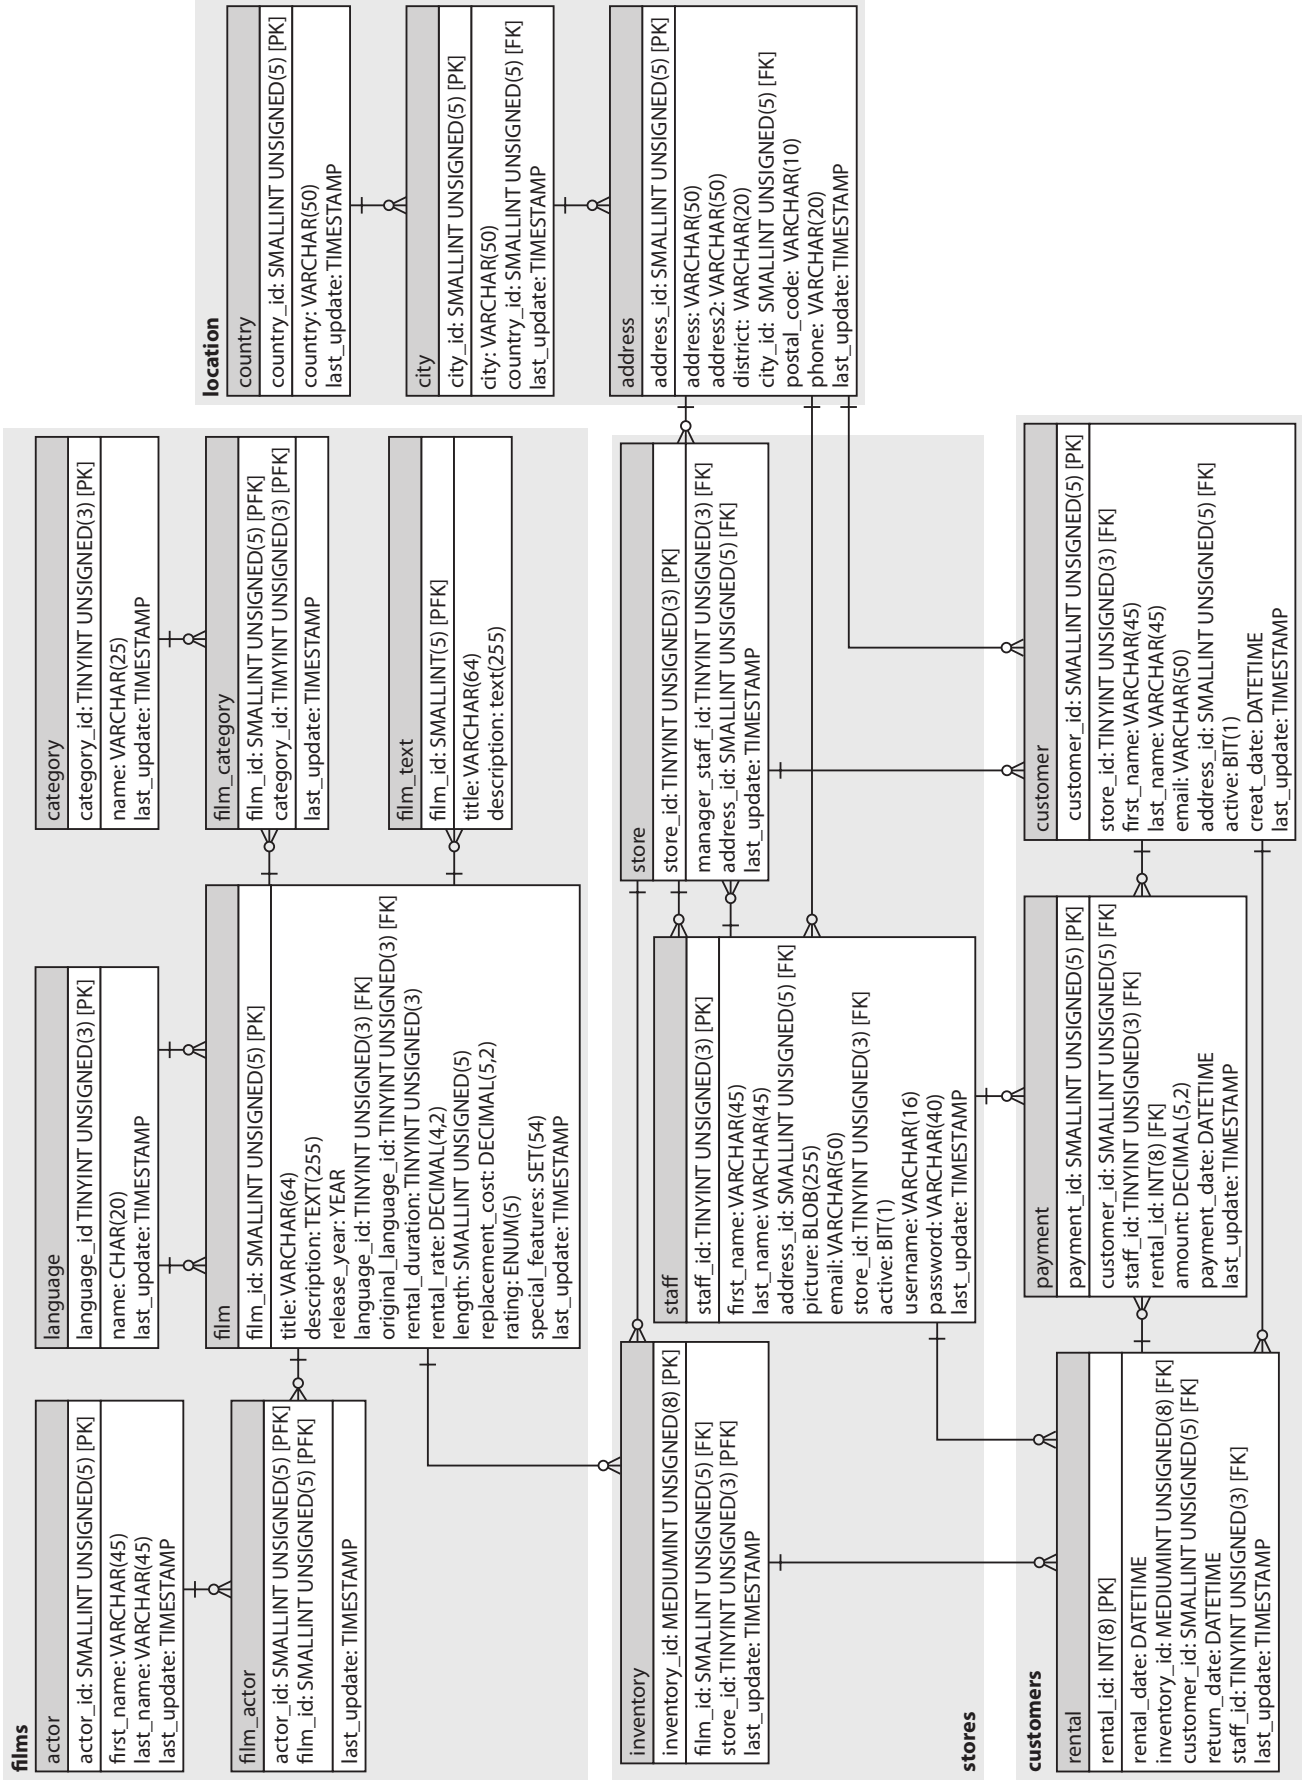 films
actor
actor_id: SMALLINT UNSIGNED(5) [PK]
first_name: VARCHAR(45)
last_name: VARCHAR(45)
last_update: TIMESTAMP
film_actor
actor_id: SMALLINT UNSIGNED(5) [PFK]
film_id: SMALLINT UNSIGNED(5) [PFK]
last_update: TIMESTAMP
language
language_id TINYINT UNSIGNED(3) [PK]
name: CHAR(20)
last_update: TIMESTAMP
film
film_id: SMALLINT UNSIGNED(5) [PK]
title: VARCHAR(64)
description: TEXT(255)
release_year: YEAR
language_id: TINYINT UNSIGNED(3) [FK]
original_language_id: TINYINT UNSIGNED(3) [FK]
rental_duration: TINYINT UNSIGNED(3)
rental_rate: DECIMAL(4,2)
length: SMALLINT UNSIGNED(5)
replacement_cost: DECIMAL(5,2)
rating: ENUM(5)
special_features: SET(54)
last_update: TIMESTAMP
category
category_id: TINYINT UNSIGNED(3) [PK]
name: VARCHAR(25)
last_update: TIMESTAMP
film_category
film_id: SMALLINT UNSIGNED(5) [PFK]
category_id: TIMYINT UNSIGNED(3) [PFK]
last_update: TIMESTAMP
film_text
film_id: SMALLINT(5) [PFK]
title: VARCHAR(64)
description: text(255)
location
country
country_id: SMALLINT UNSIGNED(5) [PK]
country: VARCHAR(50)
last_update: TIMESTAMP
city
city_id: SMALLINT UNSIGNED(5) [PK]
city: VARCHAR(50)
country_id: SMALLINT UNSIGNED(5) [FK]
last_update: TIMESTAMP
address
address_id: SMALLINT UNSIGNED(5) [PK]
address: VARCHAR(50)
address2: VARCHAR(50)
district: VARCHAR(20)
city_id: SMALLINT UNSIGNED(5) [FK]
postal_code: VARCHAR(10)
phone: VARCHAR(20)
last_update: TIMESTAMP
inventory
inventory_id: MEDIUMINT UNSIGNED(8) [PK]
film_id: SMALLINT UNSIGNED(5) [FK]
store_id: TINYINT UNSIGNED(3) [PFK]
last_update: TIMESTAMP
staff
staff_id: TINYINT UNSIGNED(3) [PK]
first_name: VARCHAR(45)
last_name: VARCHAR(45)
address_id: SMALLINT UNSIGNED(5) [FK]
picture: BLOB(255)
email: VARCHAR(50)
store_id: TINYINT UNSIGNED(3) [FK]
active: BIT(1)
username: VARCHAR(16)
password: VARCHAR(40)
last_update: TIMESTAMP
store
store_id: TINYINT UNSIGNED(3) [PK]
manager_staff_id: TINYINT UNSIGNED(3) [FK]
address_id: SMALLINT UNSIGNED(5) [FK]
last_update: TIMESTAMP
stores
customers
rental
rental_id: INT(8) [PK]
rental_date: DATETIME
inventory_id: MEDIUMINT UNSIGNED(8) [FK]
customer_id: SMALLINT UNSIGNED(5) [FK]
return_date: DATETIME
staff_id: TINYINT UNSIGNED(3) [FK]
last_update: TIMESTAMP
payment
payment_id: SMALLINT UNSIGNED(5) [PK]
customer_id: SMALLINT UNSIGNED(5) [FK]
staff_id: TINYINT UNSIGNED(3) [FK]
rental_id: INT(8) [FK]
amount: DECIMAL(5,2)
payment_date: DATETIME
last_update: TIMESTAMP
customer
customer_id: SMALLINT UNSIGNED(5) [PK]
store_id: TINYINT UNSIGNED(3) [FK]
first_name: VARCHAR(45)
last_name: VARCHAR(45)
email: VARCHAR(50)
address_id: SMALLINT UNSIGNED(5) [FK]
active: BIT(1)
creat_date: DATETIME
last_update: TIMESTAMP